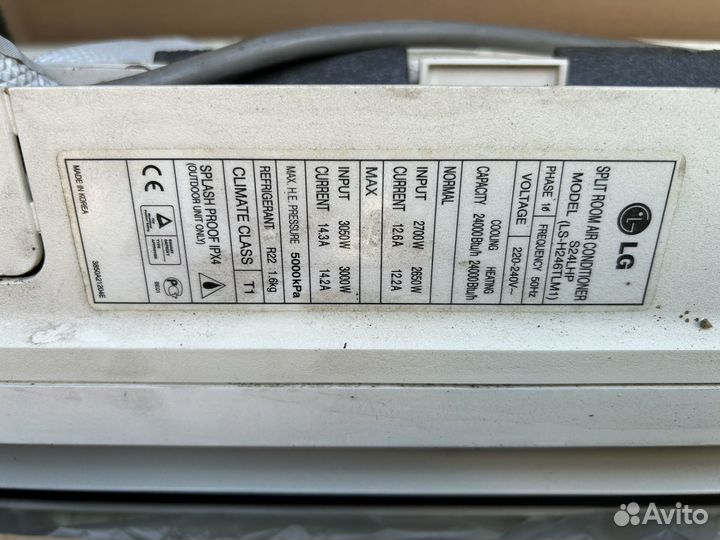 LG
SPLIT ROOM AIR CONDITIONER
MODEL S24LHP
(LS-H246TLM1)
PHASE 1ø FREQUENCY 50Hz
VOLTAGE 220-240V~
COOLING HEATING
CAPACITY 24000Btu/h 24000Btu/h
NORMAL
INPUT 2700W 2650W
CURRENT 12.6A 12.2A
MAX
INPUT 3050W 3000W
CURRENT 14.3A 14.2A
MAX. H.E. PRESSURE 5000kPa
REFRIGERANT R22 1.6kg
CLIMATE CLASS T1
SPLASH PROOF IPX4
(OUTDOOR UNIT ONLY)
CE
MADE IN KOREA
Avito